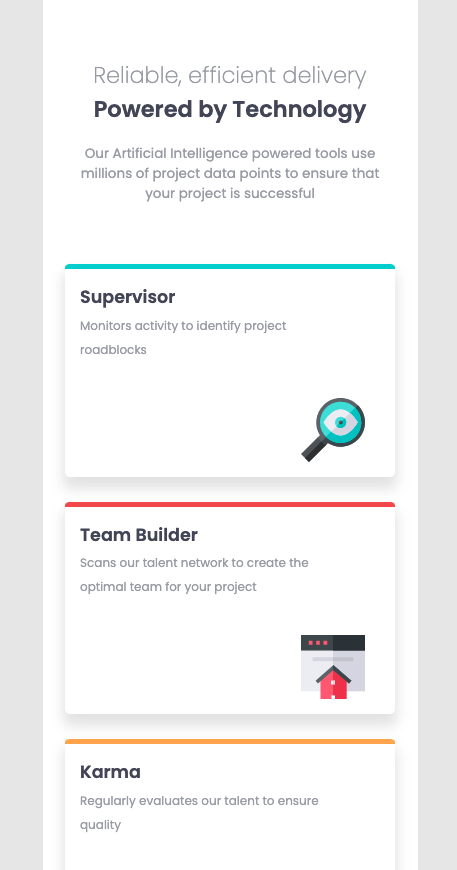 Reliable, efficient delivery
Powered by Technology
Our Artificial Intelligence powered tools use
millions of project data points to ensure that
your project is successful
Supervisor
Monitors activity to identify project
roadblocks
Team Builder
Scans our talent network to create the
optimal team for your project
Karma
Regularly evaluates our talent to ensure
quality